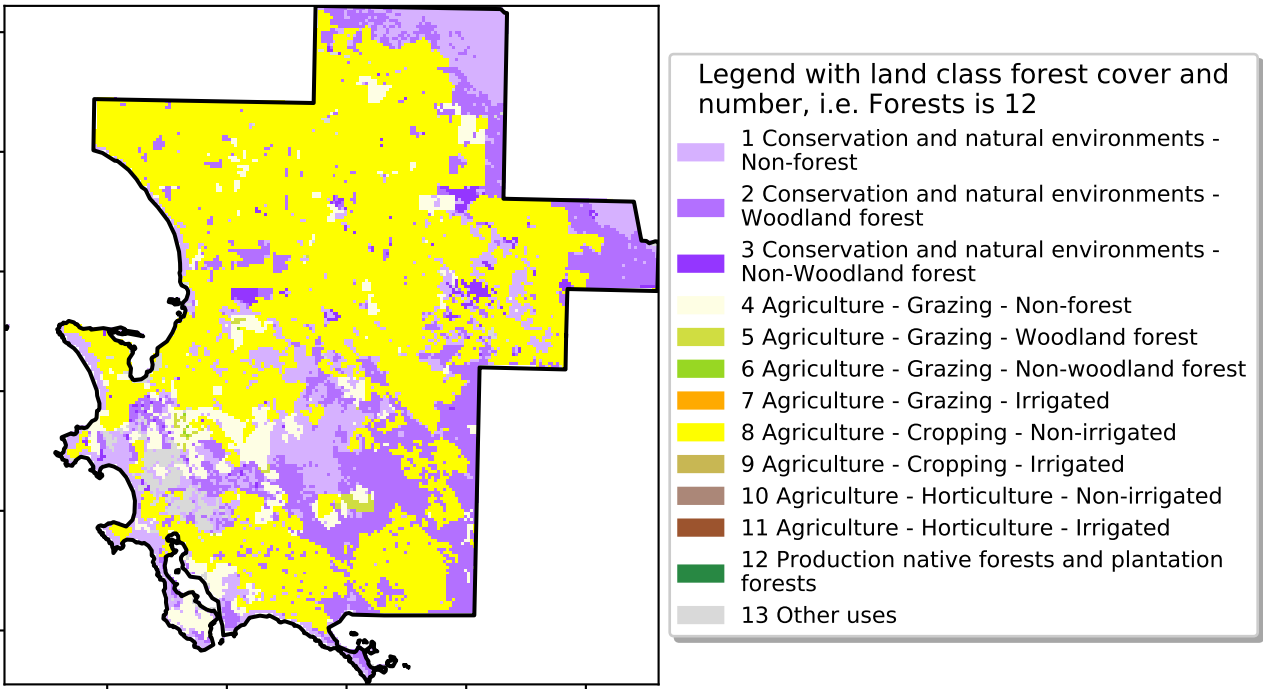 Legend with land class forest cover and
number, i.e. Forests is 12
1 Conservation and natural environments -
Non-forest
2 Conservation and natural environments -
Woodland forest
3 Conservation and natural environments -
Non-Woodland forest
4 Agriculture - Grazing - Non-forest
5 Agriculture - Grazing - Woodland forest
6 Agriculture - Grazing - Non-woodland forest
7 Agriculture - Grazing - Irrigated
8 Agriculture - Cropping - Non-irrigated
9 Agriculture - Cropping - Irrigated
10 Agriculture - Horticulture - Non-irrigated
11 Agriculture - Horticulture - Irrigated
12 Production native forests and plantation
forests
13 Other uses